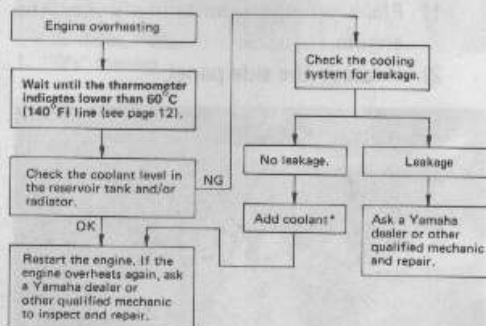 Engine overheating
Wait until the thermometer
indicates lower than 60°C
(140°F) line (see page 12).
Check the coolant level in
the reservoir tank and/or
radiator.
NG
OK
Check the cooling
system for leakage.
No leakage.
Leakage
Add coolant*
Ask a Yamaha
dealer or other
qualified mechanic
and repair.
Restart the engine. If the
engine overheats again, ask
a Yamaha dealer or
other qualified mechanic
to inspect and repair.